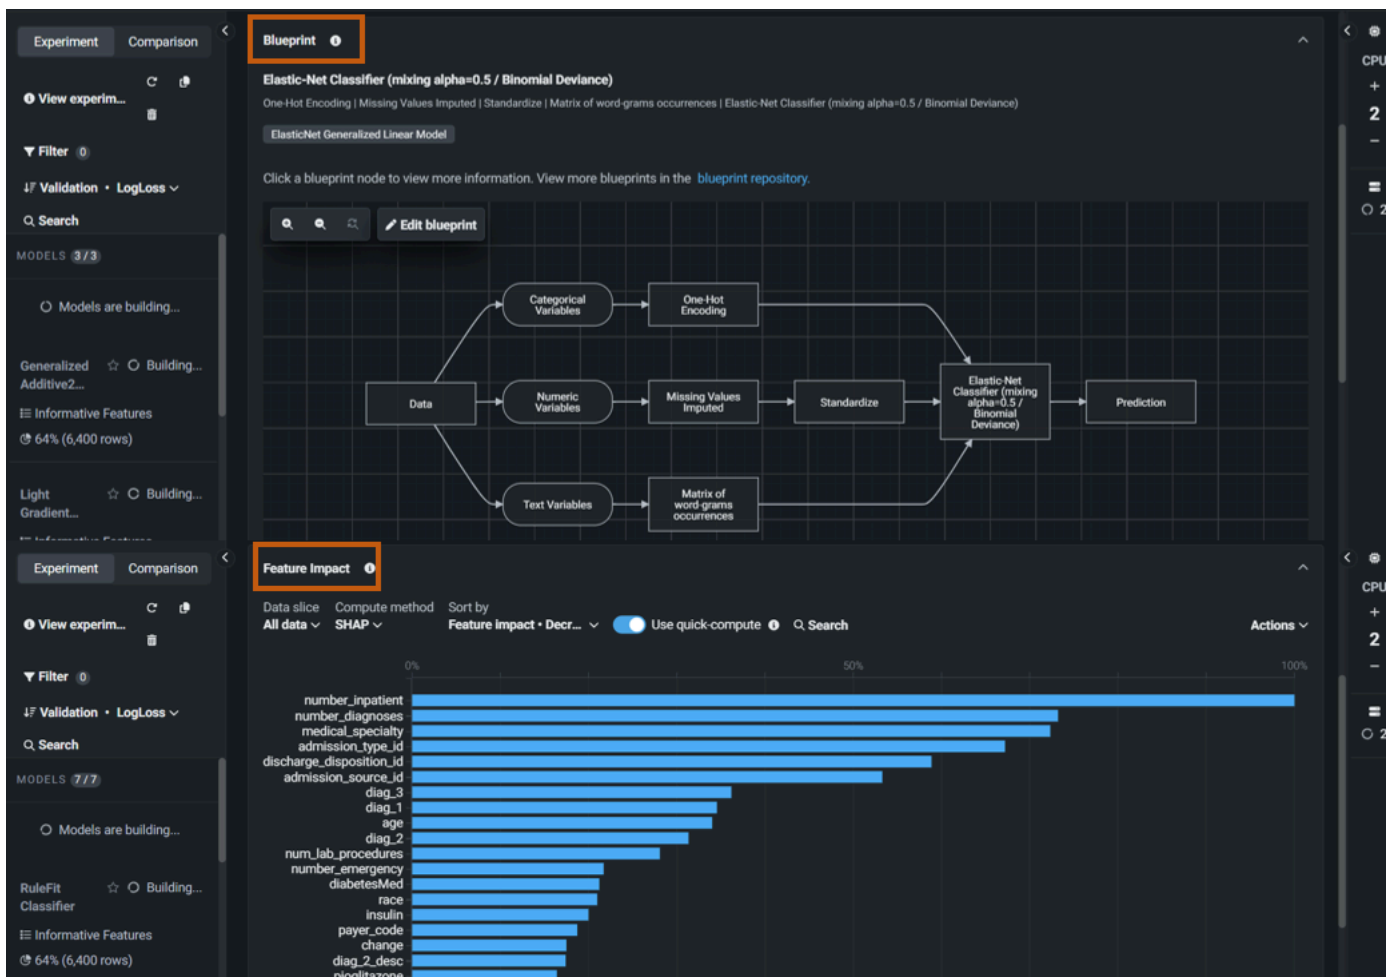 Experiment Comparison
View experim...
Filter 0
Validation • LogLoss
Search
MODELS 3/3
Models are building...
Generalized
Additive2...
Building...
Informative Features
64% (6,400 rows)
Light
Gradient...
Building...
Informative Features
Blueprint
Elastic-Net Classifier (mixing alpha=0.5 / Binomial Deviance)
One-Hot Encoding | Missing Values Imputed | Standardize | Matrix of word-grams occurrences | Elastic-Net Classifier (mixing alpha=0.5 / Binomial Deviance)
ElasticNet Generalized Linear Model
Click a blueprint node to view more information. View more blueprints in the blueprint repository.
Edit blueprint
Data
Categorical
Variables
One-Hot
Encoding
Numeric
Variables
Missing Values
Imputed
Standardize
Text Variables
Matrix of
word-grams
occurrences
Elastic-Net
Classifier (mixing
alpha=0.5 /
Binomial
Deviance)
Prediction
CPU
+
2
−
2
Experiment Comparison
View experim...
Filter 0
Validation • LogLoss
Search
MODELS 7/7
Models are building...
RuleFit
Classifier
Building...
Informative Features
64% (6,400 rows)
Feature Impact
Data slice Compute method Sort by
All data SHAP Feature impact • Decr... Use quick-compute Search Actions
0% 50% 100%
number_inpatient
number_diagnoses
medical_specialty
admission_type_id
discharge_disposition_id
admission_source_id
diag_3
diag_1
age
diag_2
num_lab_procedures
number_emergency
diabetesMed
race
insulin
payer_code
change
diag_2_desc
pioglitazone
CPU
+
2
−
2